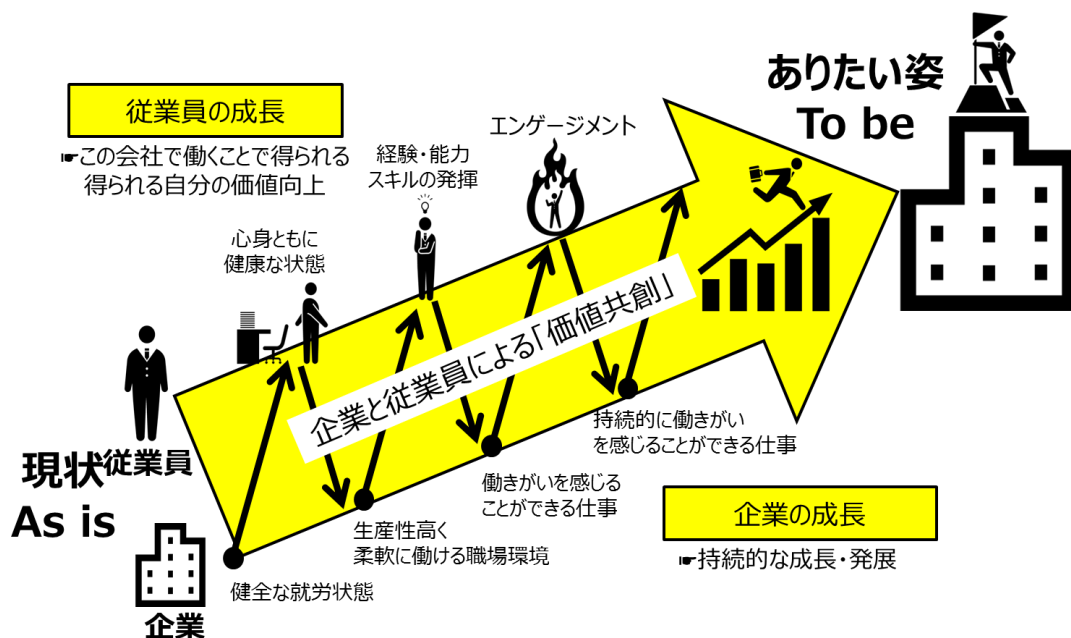 ありたい姿
To be
従業員の成長
☛この会社で働くことで得られる
得られる自分の価値向上
エンゲージメント
経験・能力
スキルの発揮
心身ともに
健康な状態
企業と従業員による「価値共創」
現状
As is
従業員
企業
健全な就労状態
生産性高く
柔軟に働ける職場環境
働きがいを感じる
ことができる仕事
持続的に働きがい
を感じることができる仕事
企業の成長
☛持続的な成長・発展